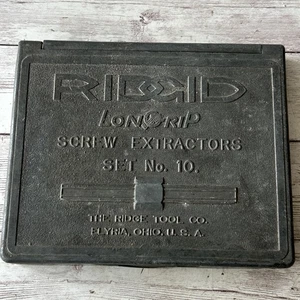 RIDGID
LONGRIP
SCREW EXTRACTORS
SET No. 10.
THE RIDGE TOOL CO.
ELYRIA, OHIO. U. S. A.